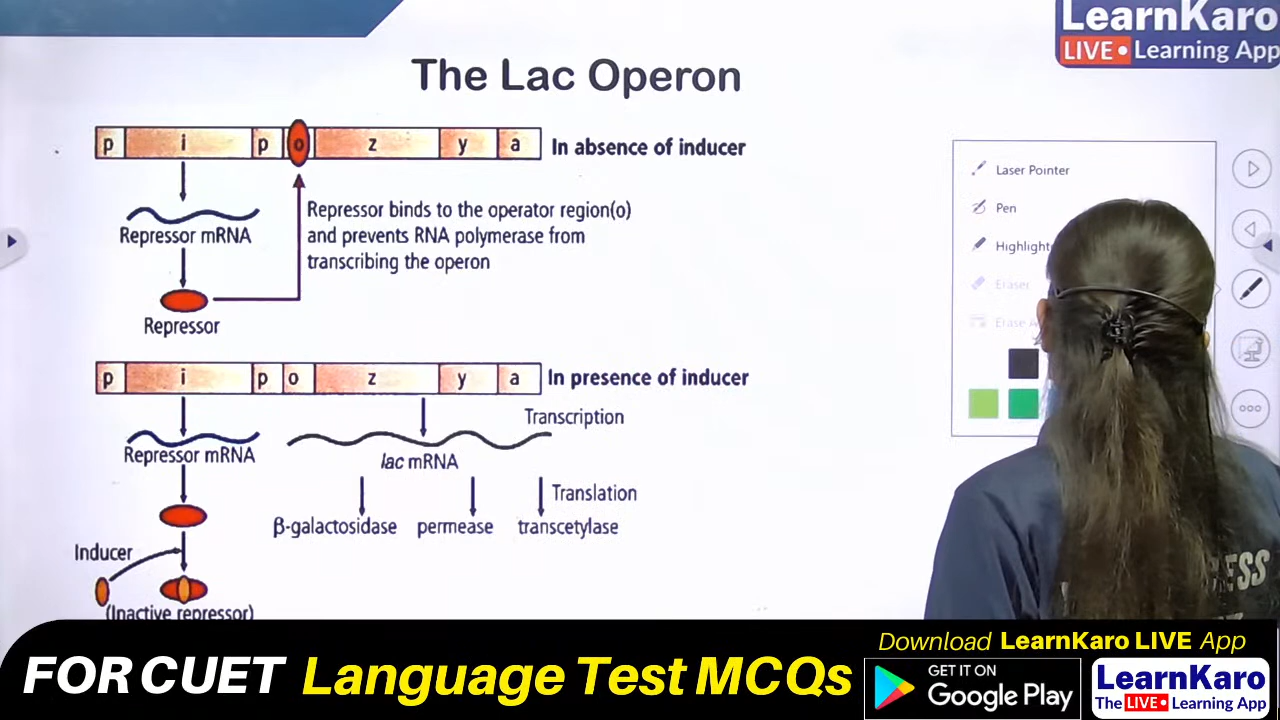 LearnKaro
LIVE • Learning App
The Lac Operon
p i p o z y a
In absence of inducer
Repressor mRNA
Repressor binds to the operator region(o)
and prevents RNA polymerase from
transcribing the operon
Repressor
p i p o z y a
In presence of inducer
Transcription
Repressor mRNA
lac mRNA
Translation
β-galactosidase permease transcetylase
Inducer
(Inactive repressor)
Laser Pointer
Pen
Eraser
FOR CUET Language Test MCQs
Download LearnKaro LIVE App
GET IT ON
Google Play
LearnKaro
The LIVE • Learning App